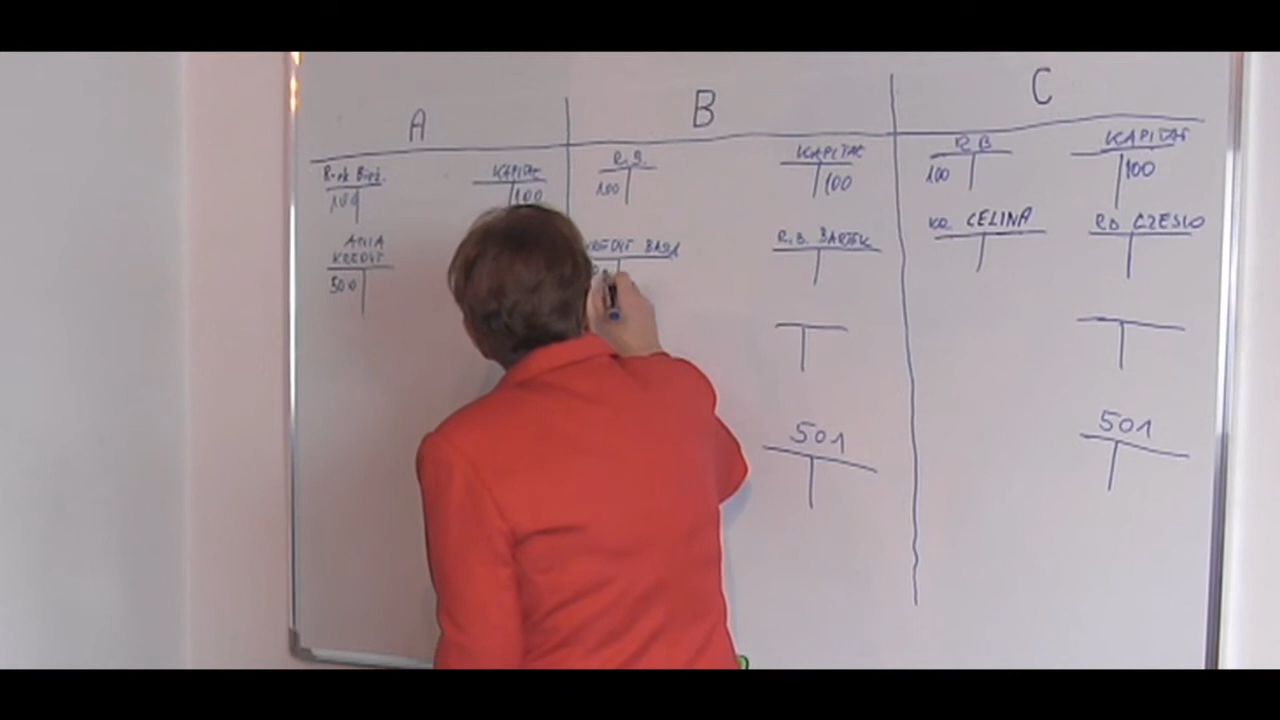 A
B
C
R-ek Bież.
100
KAPITAŁ
100
R.B.
100
KAPITAŁ
100
R B
100
KAPITAŁ
100
ANIA
KREDYT
500
KREDYT BASIA
R.B. BARTEK
KR. CELINA
RB CZESIO
501
501